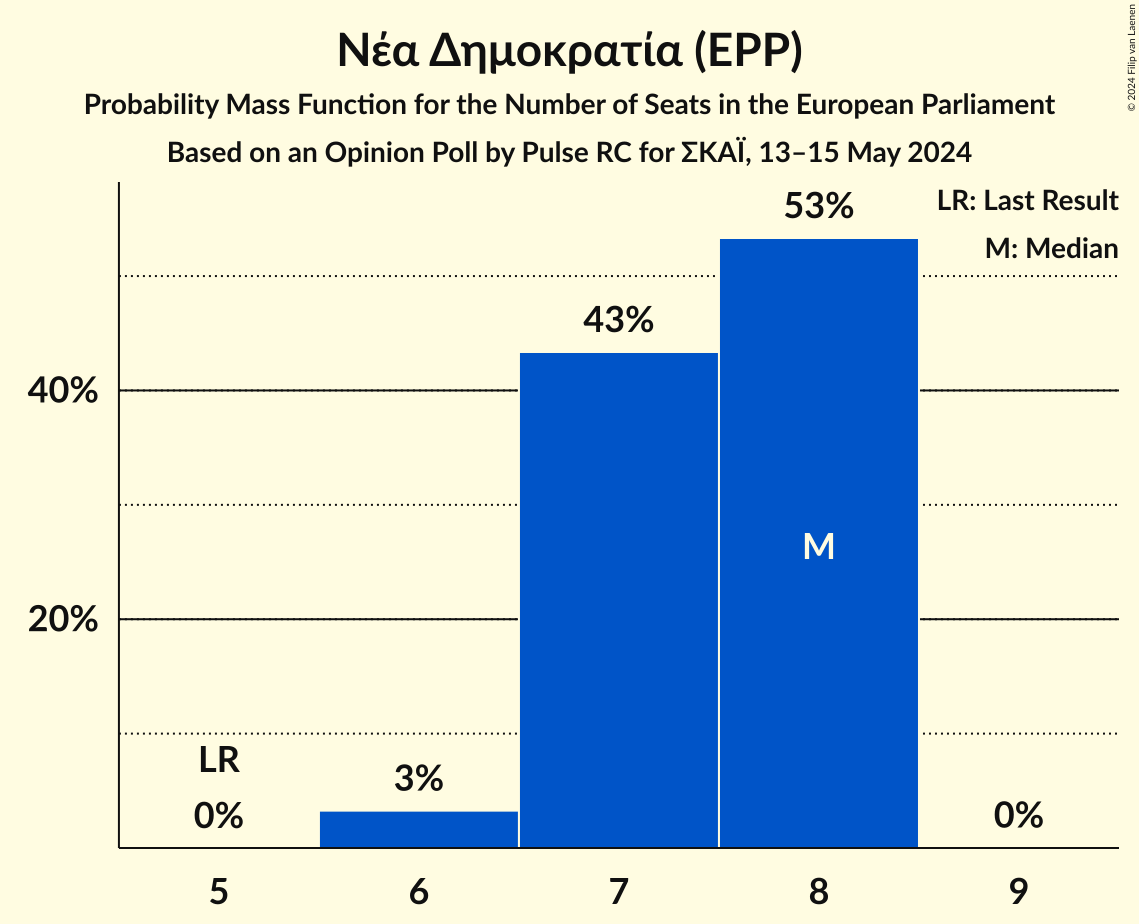 Νέα Δημοκρατία (EPP)
Probability Mass Function for the Number of Seats in the European Parliament
Based on an Opinion Poll by Pulse RC for ΣΚΑΪ, 13–15 May 2024
© 2024 Filip van Laenen
LR: Last Result
M: Median
53%
43%
40%
M
20%
LR
3%
0%
0%
5 6 7 8 9